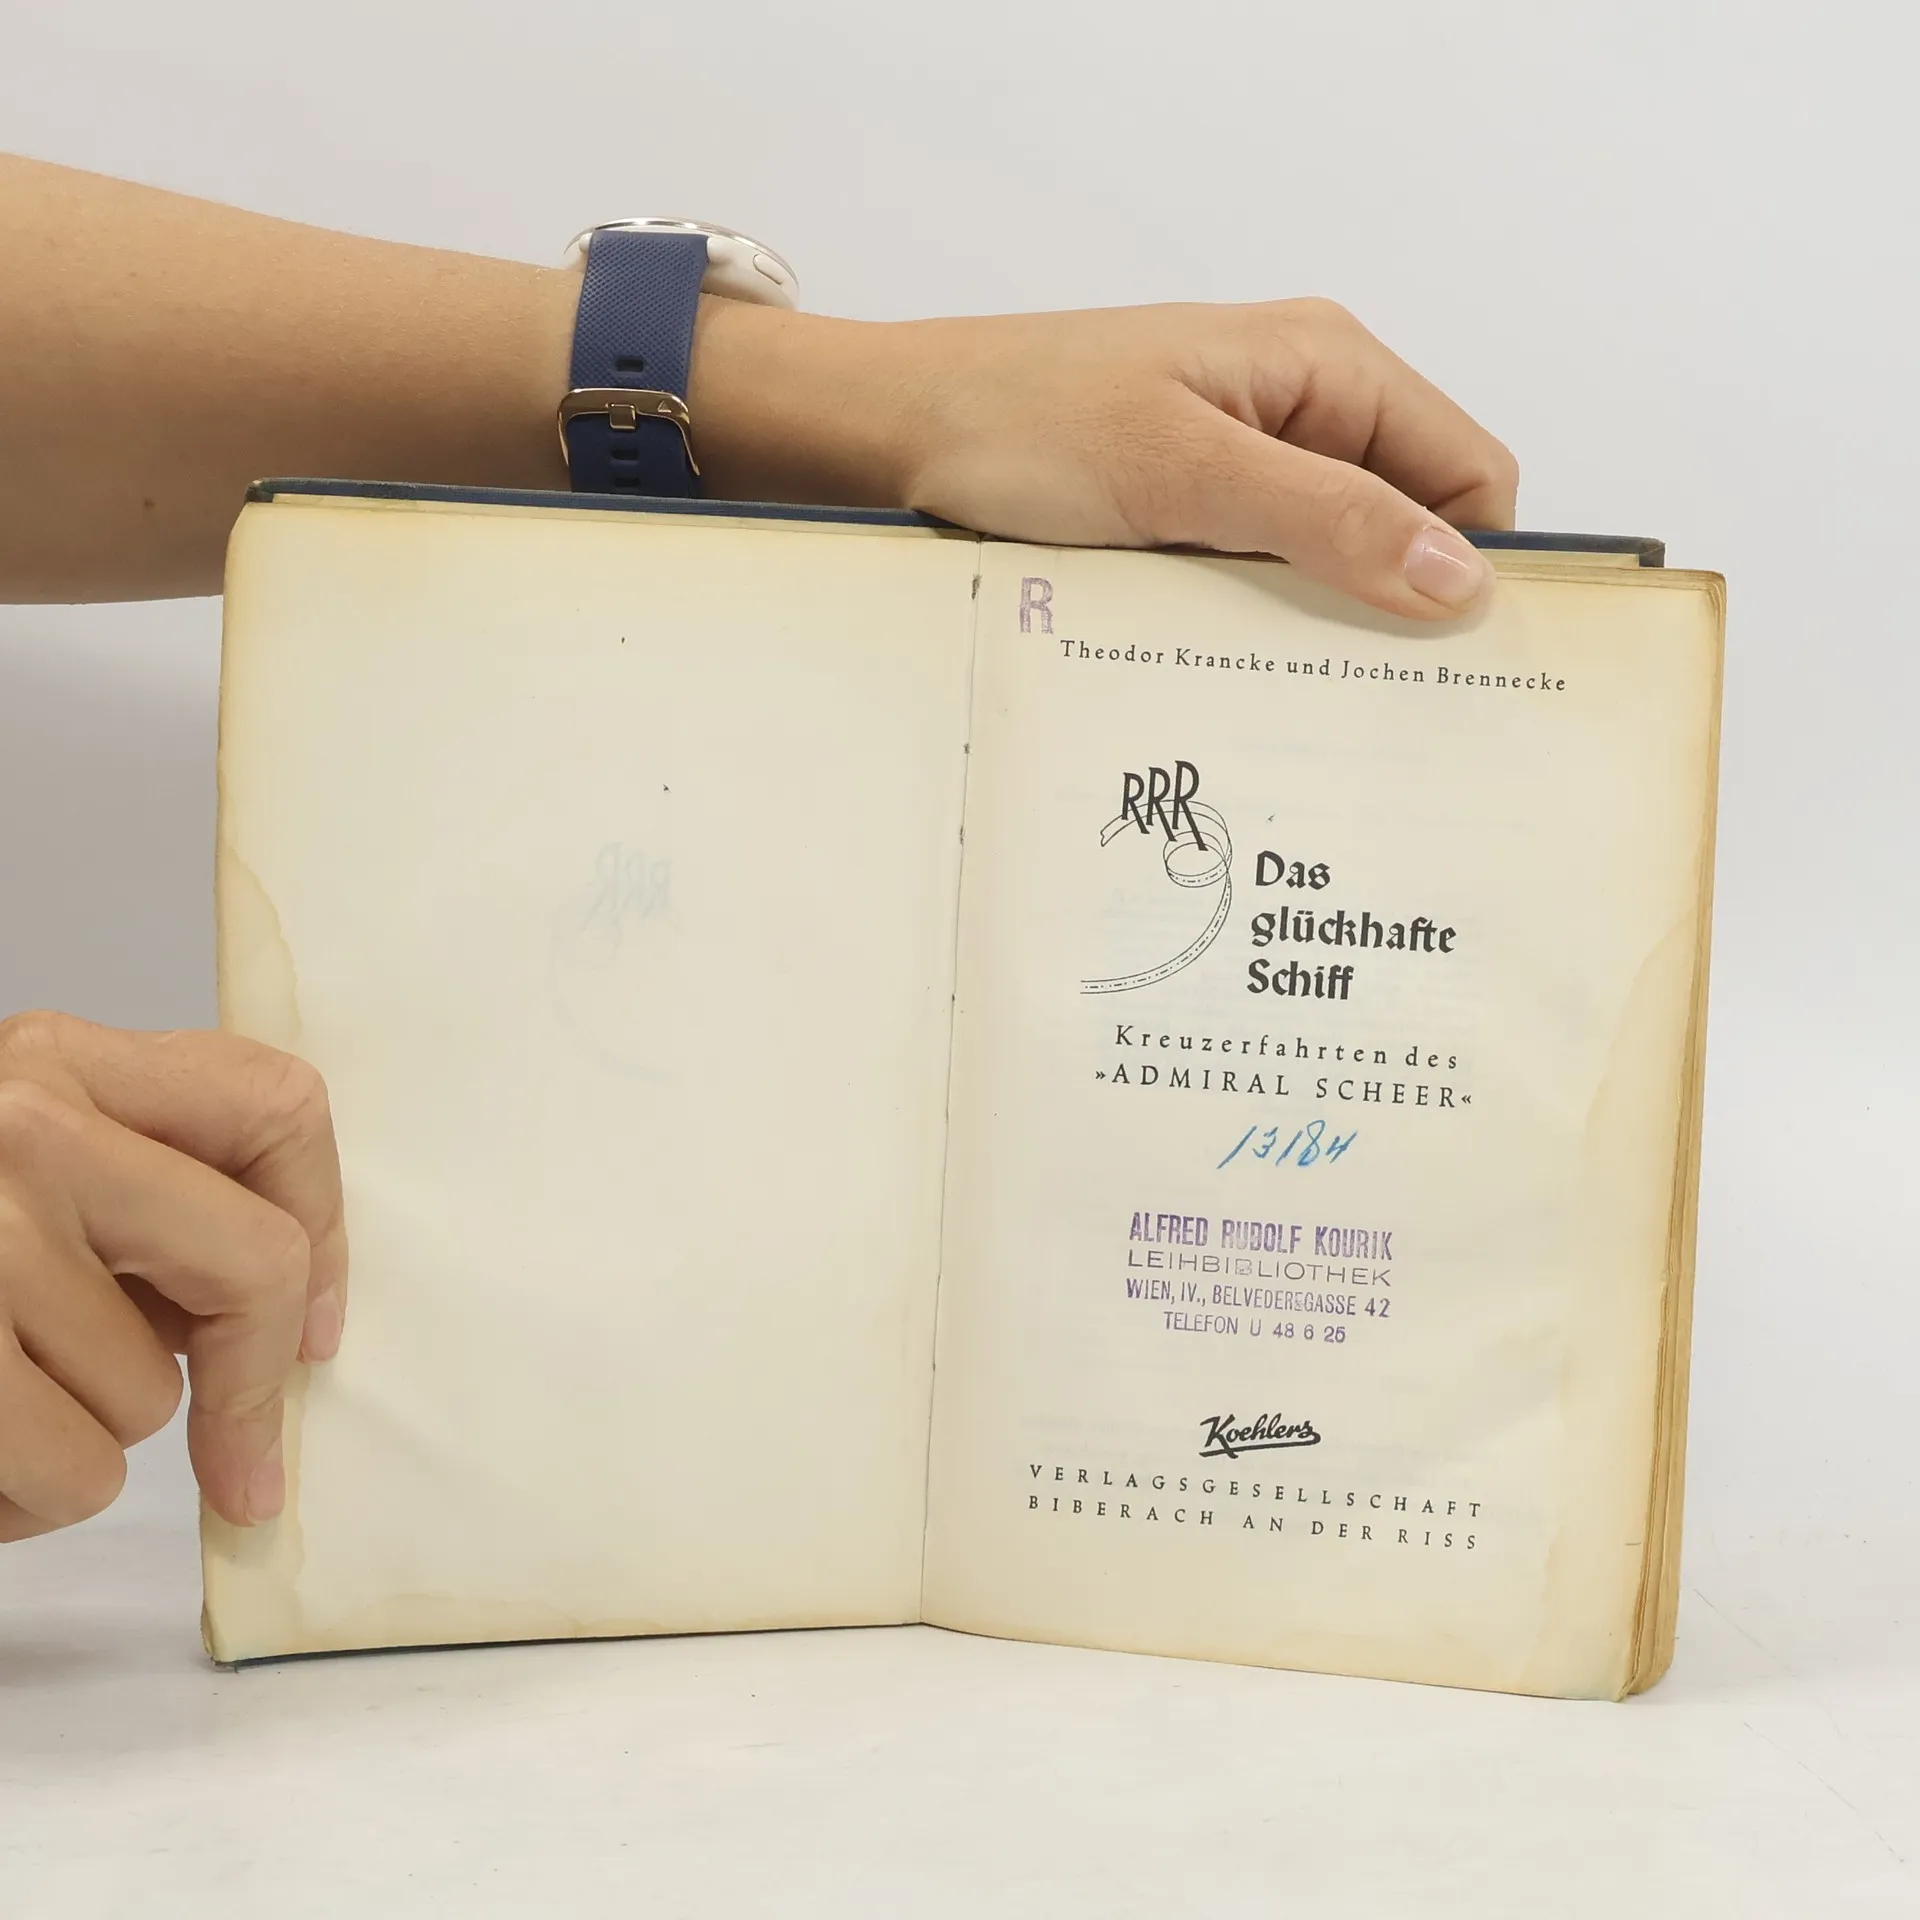 R
Theodor Krancke und Jochen Brennecke
RRR
Das
glückhafte
Schiff
Kreuzerfahrten des
»ADMIRAL SCHEER«
13184
ALFRED RUDOLF KOURIK
LEIHBIBLIOTHEK
WIEN, IV., BELVEDEREGASSE 42
TELEFON U 48 6 25
Koehlers
VERLAGSGESELLSCHAFT
BIBERACH AN DER RISS